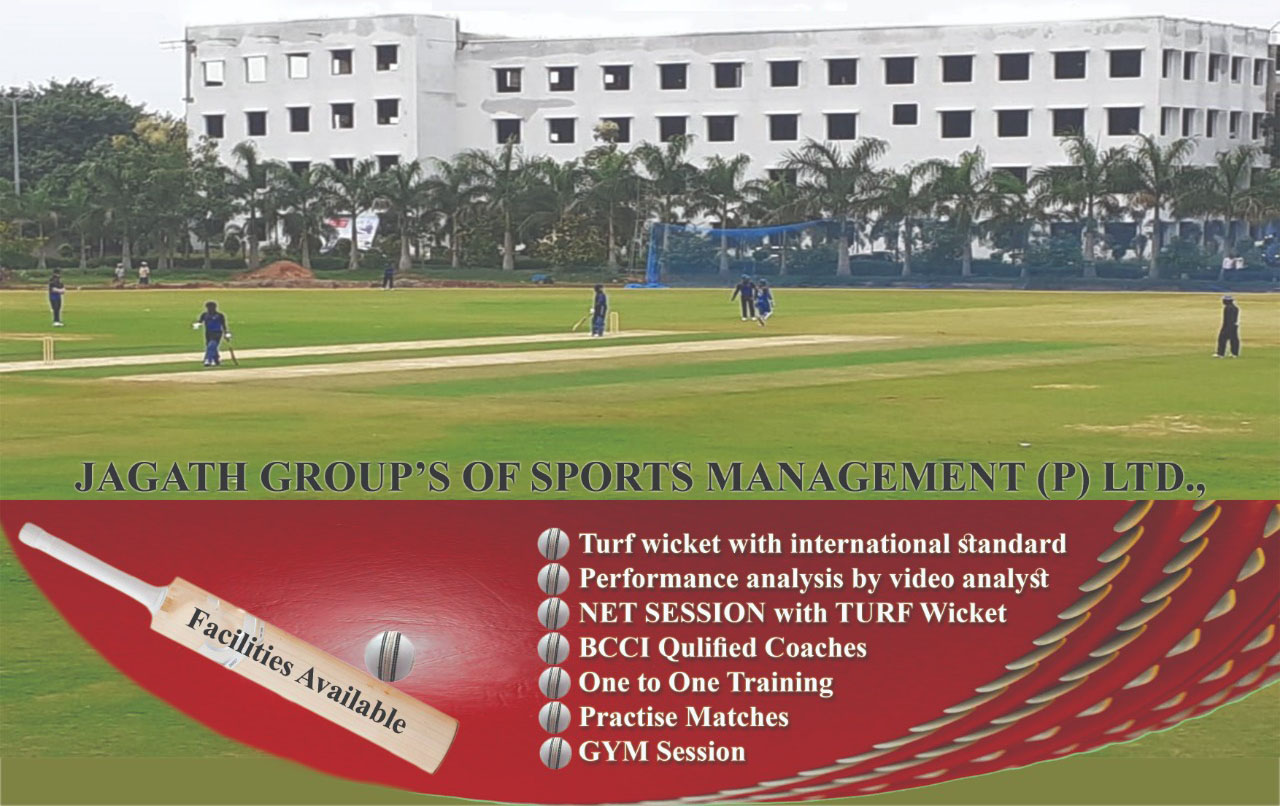 JAGATH GROUP'S OF SPORTS MANAGEMENT (P) LTD.,
Facilities Available
Turf wicket with international standard
Performance analysis by video analyst
NET SESSION with TURF Wicket
BCCI Qulified Coaches
One to One Training
Practise Matches
GYM Session